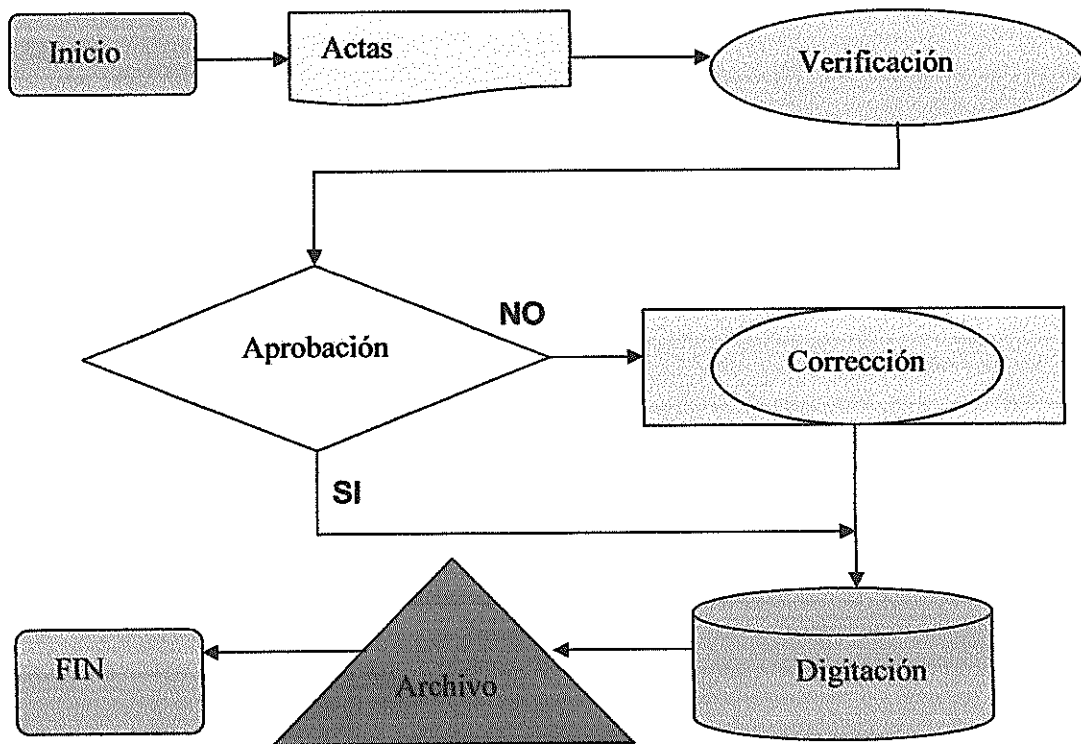 Inicio
Actas
Verificación
Aprobación
NO
Corrección
SI
FIN
Archivo
Digitación